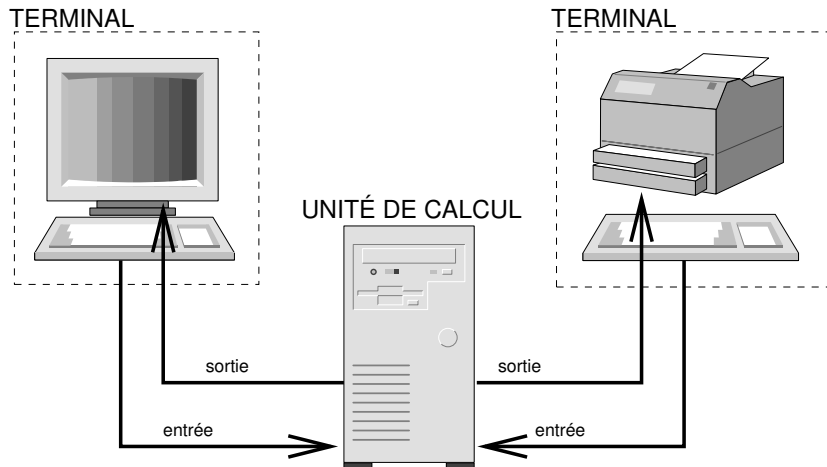 TERMINAL
TERMINAL
UNITÉ DE CALCUL
sortie
sortie
entrée
entrée